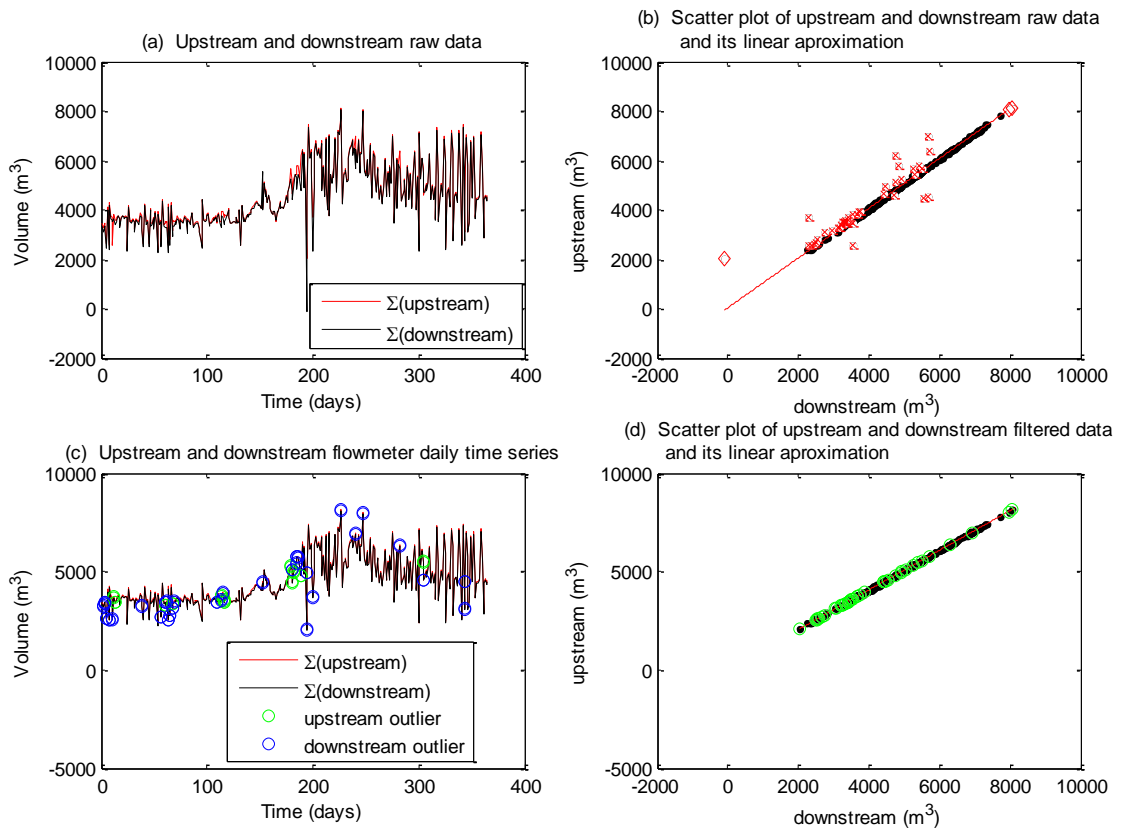 (a) Upstream and downstream raw data
10000
8000
6000
4000
2000
0
-2000
Volume (m3)
Σ(upstream)
Σ(downstream)
0 100 200 300 400
Time (days)
(b) Scatter plot of upstream and downstream raw data
and its linear aproximation
10000
8000
6000
4000
2000
0
-2000
upstream (m3)
-2000 0 2000 4000 6000 8000 10000
downstream (m3)
(c) Upstream and downstream flowmeter daily time series
10000
5000
0
-5000
Volume (m3)
Σ(upstream)
Σ(downstream)
upstream outlier
downstream outlier
0 100 200 300 400
Time (days)
(d) Scatter plot of upstream and downstream filtered data
and its linear aproximation
10000
5000
0
-5000
upstream (m3)
-2000 0 2000 4000 6000 8000 10000
downstream (m3)